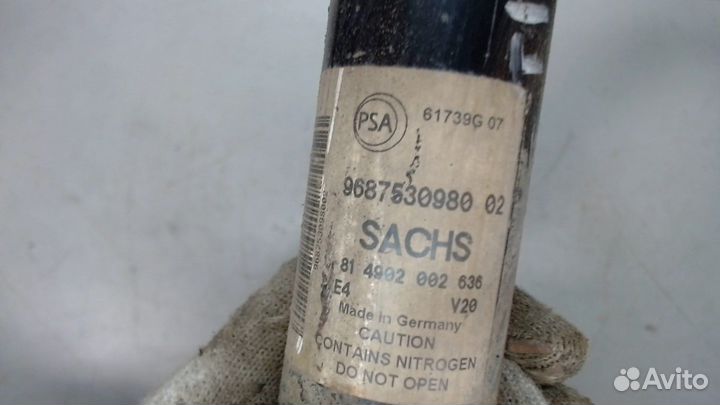 PSA
61739G 07
9687530980 02
SACHS
81 4902 002 636
E4
V20
Made in Germany
CAUTION
CONTAINS NITROGEN
DO NOT OPEN
968753098002
Avito